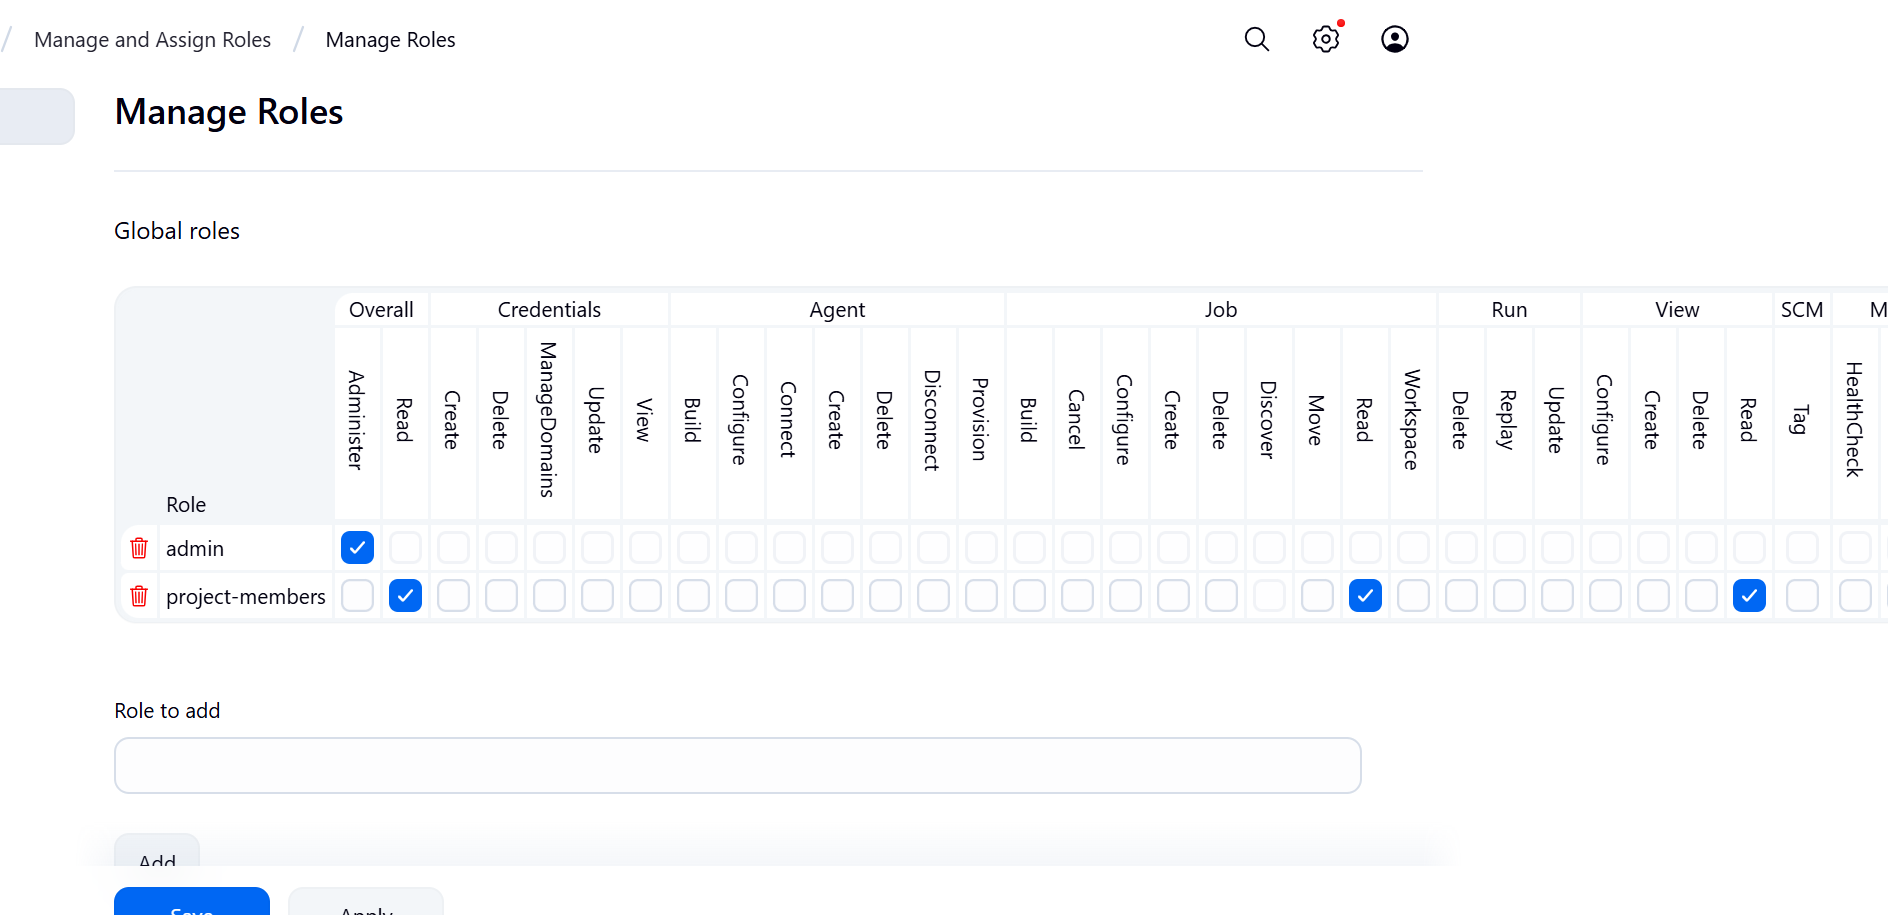 / Manage and Assign Roles / Manage Roles
Manage Roles
Global roles
Overall Credentials Agent Job Run View SCM M
Administer Read Create Delete ManageDomains Update View Build Configure Connect Create Delete Disconnect Provision Build Cancel Configure Create Delete Discover Move Read Workspace Delete Replay Update Configure Create Delete Read Tag HealthCheck
Role
admin
project-members
Role to add
Add
Save Apply